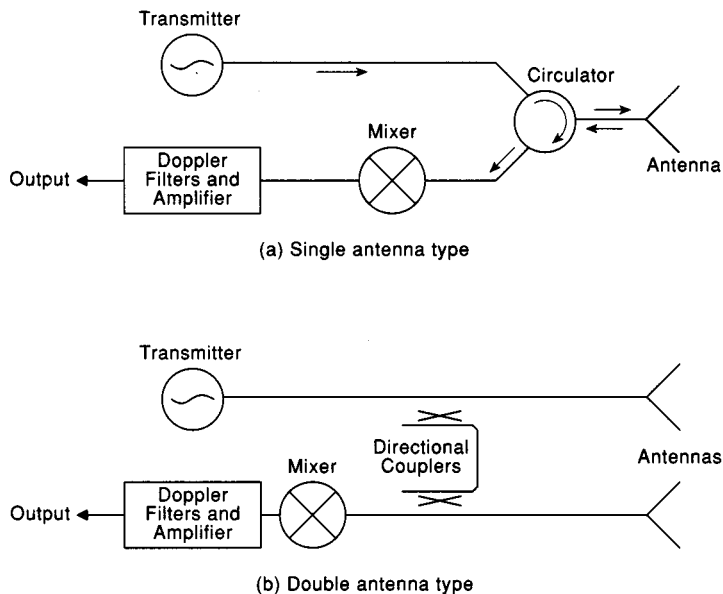 Transmitter
Circulator
Mixer
Antenna
Output
Doppler
Filters and
Amplifier
(a) Single antenna type
Transmitter
Directional
Couplers
Antennas
Mixer
Output
Doppler
Filters and
Amplifier
(b) Double antenna type